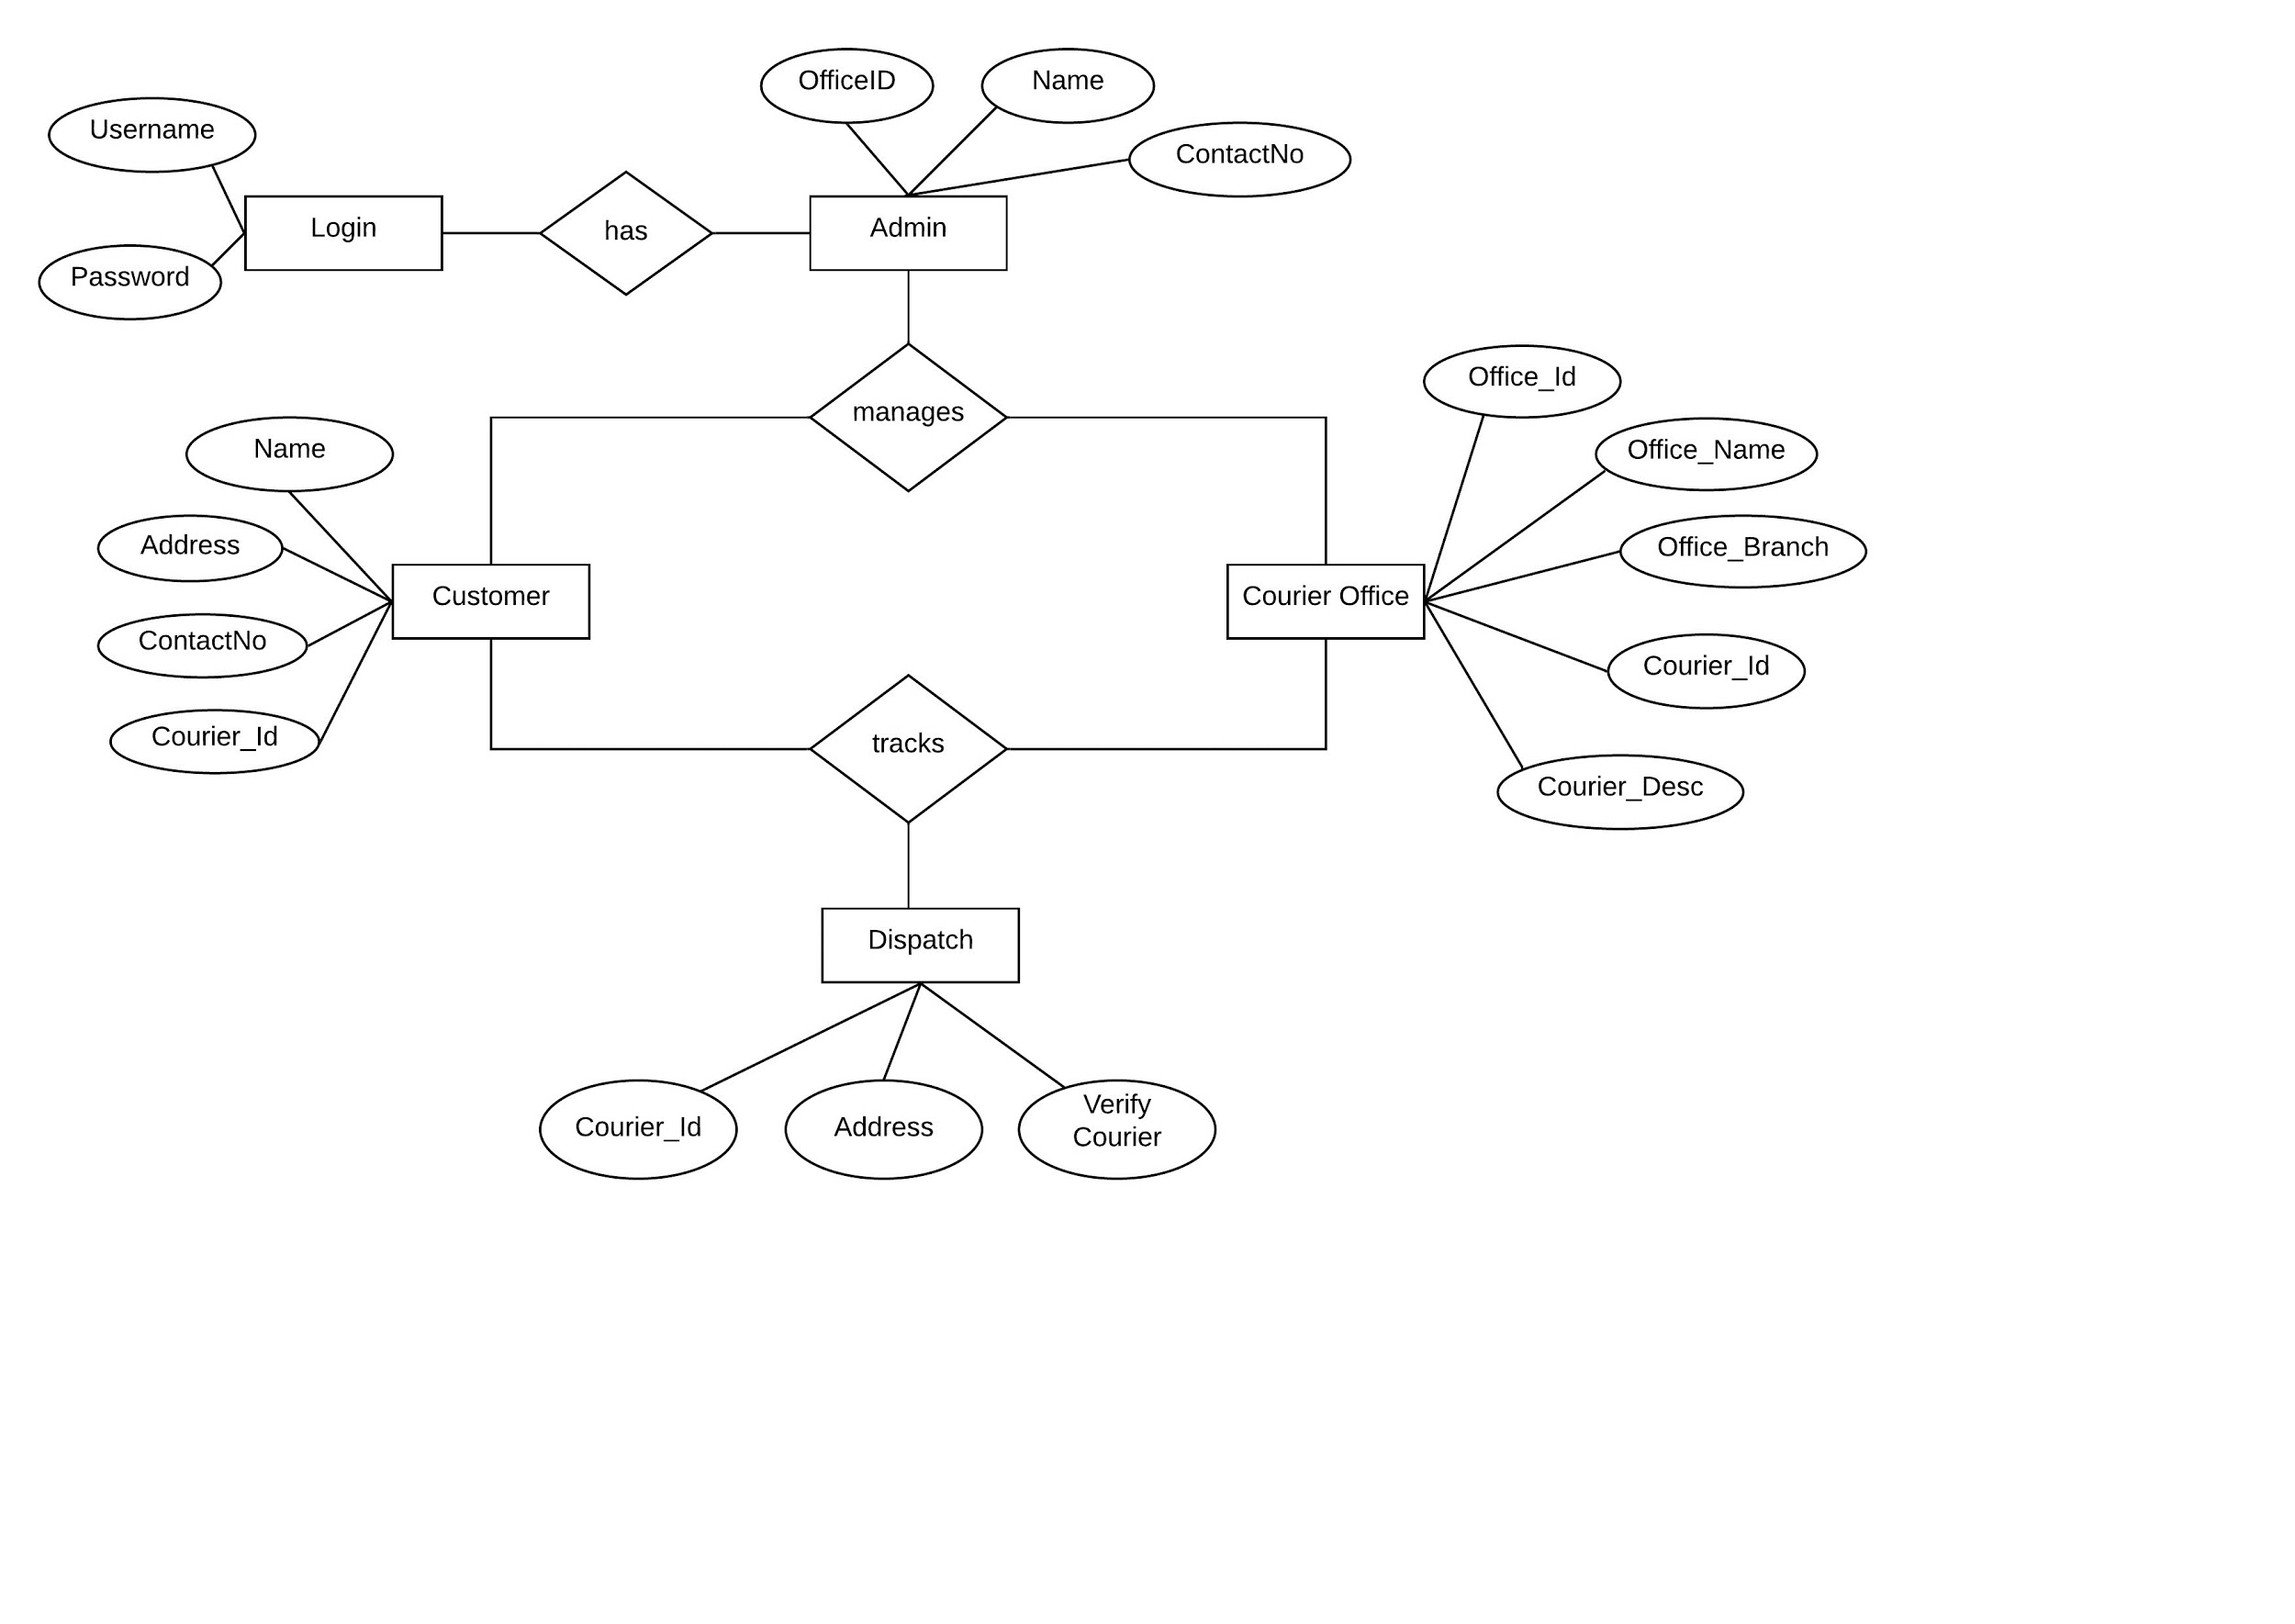 OfficeID
Name
Username
ContactNo
Login
has
Admin
Password
Office_Id
manages
Name
Office_Name
Address
Office_Branch
Customer
Courier Office
ContactNo
Courier_Id
Courier_Id
tracks
Courier_Desc
Dispatch
Courier_Id
Address
Verify
Courier